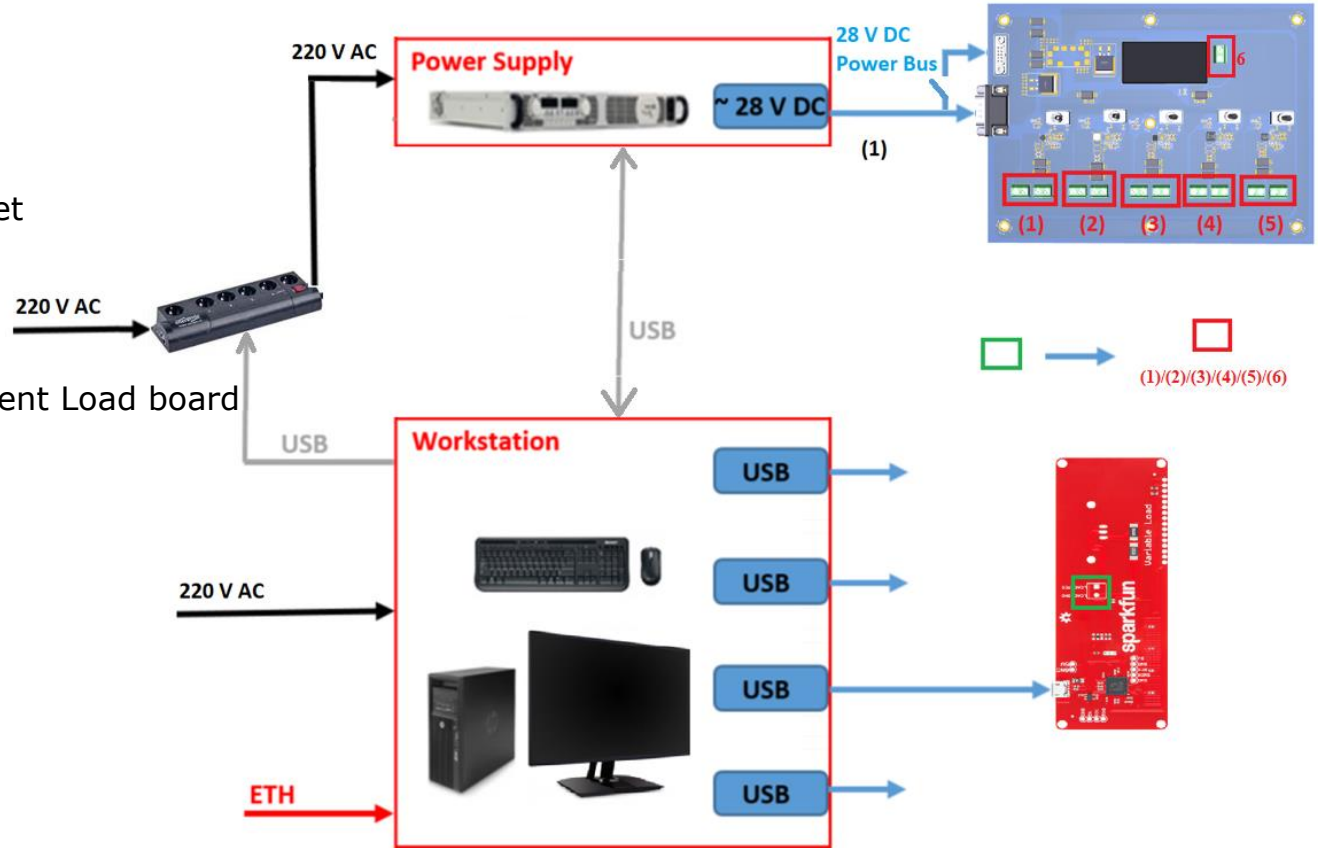 220 V AC
Power Supply
~ 28 V DC
28 V DC
Power Bus
(1)
6
(1) (2) (3) (4) (5)
et
220 V AC
USB
(1)/(2)/(3)/(4)/(5)/(6)
ent Load board
USB
Workstation
USB
USB
USB
USB
220 V AC
ETH
Variable Load
sparkfun